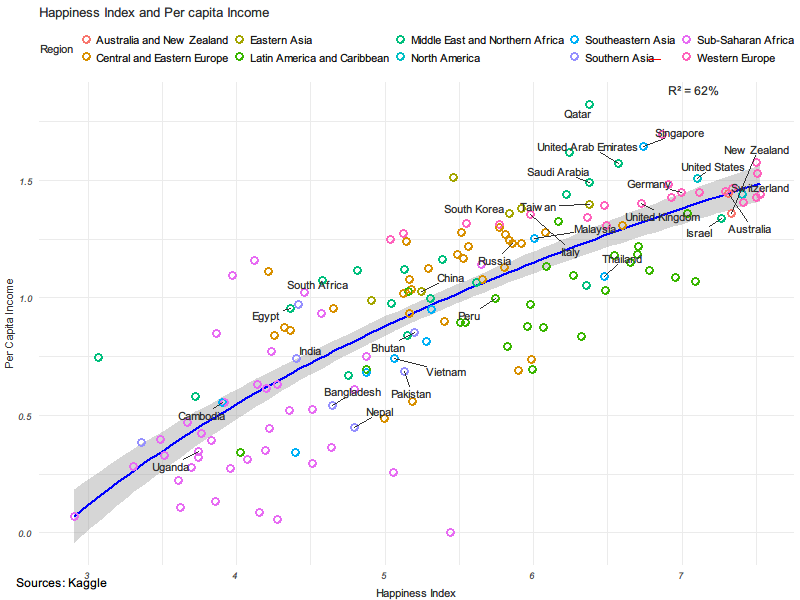 Happiness Index and Per capita Income
Region
Australia and New Zealand
Eastern Asia
Middle East and Northern Africa
Southeastern Asia
Sub-Saharan Africa
Central and Eastern Europe
Latin America and Caribbean
North America
Southern Asia
Western Europe
R² = 62%
Qatar
Singapore
United Arab Emirates
New Zealand
Saudi Arabia
United States
1.5
Germany
Switzerland
South Korea
Taiwan
United Kingdom
Malaysia
Israel
Australia
Italy
Russia
Thailand
China
South Africa
1.0
Egypt
Peru
Per Capita Income
India
Bhutan
Vietnam
Bangladesh
Pakistan
0.5
Cambodia
Nepal
Uganda
0.0
3
4
5
6
7
Sources: Kaggle
Happiness Index